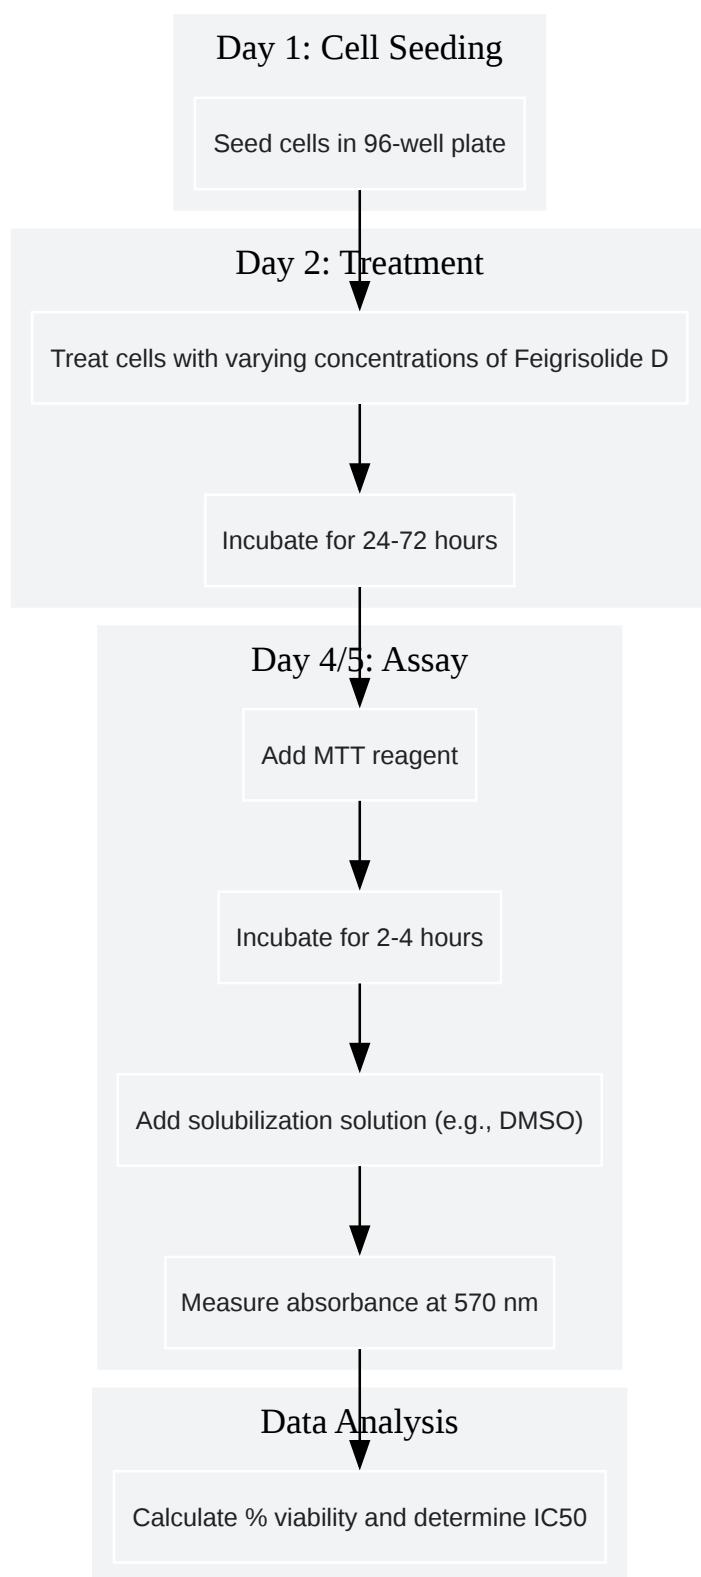 Day 1: Cell Seeding
Seed cells in 96-well plate
Day 2: Treatment
Treat cells with varying concentrations of Feigrisolide D
Incubate for 24-72 hours
Day 4/5: Assay
Add MTT reagent
Incubate for 2-4 hours
Add solubilization solution (e.g., DMSO)
Measure absorbance at 570 nm
Data Analysis
Calculate % viability and determine IC50